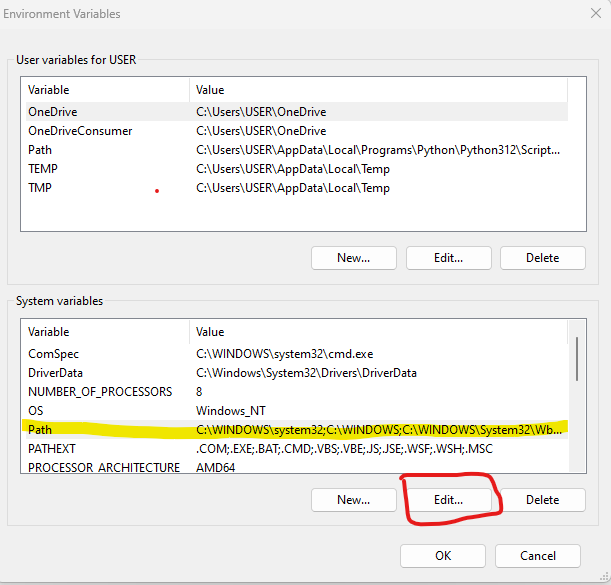 Environment Variables
User variables for USER
Variable Value
OneDrive C:\Users\USER\OneDrive
OneDriveConsumer C:\Users\USER\OneDrive
Path C:\Users\USER\AppData\Local\Programs\Python\Python312\Script...
TEMP C:\Users\USER\AppData\Local\Temp
TMP C:\Users\USER\AppData\Local\Temp
New... Edit... Delete
System variables
Variable Value
ComSpec C:\WINDOWS\system32\cmd.exe
DriverData C:\Windows\System32\Drivers\DriverData
NUMBER_OF_PROCESSORS 8
OS Windows_NT
Path C:\WINDOWS\system32;C:\WINDOWS;C:\WINDOWS\System32\Wb...
PATHEXT .COM;.EXE;.BAT;.CMD;.VBS;.VBE;.JS;.JSE;.WSF;.WSH;.MSC
PROCESSOR_ARCHITECTURE AMD64
New... Edit... Delete
OK Cancel